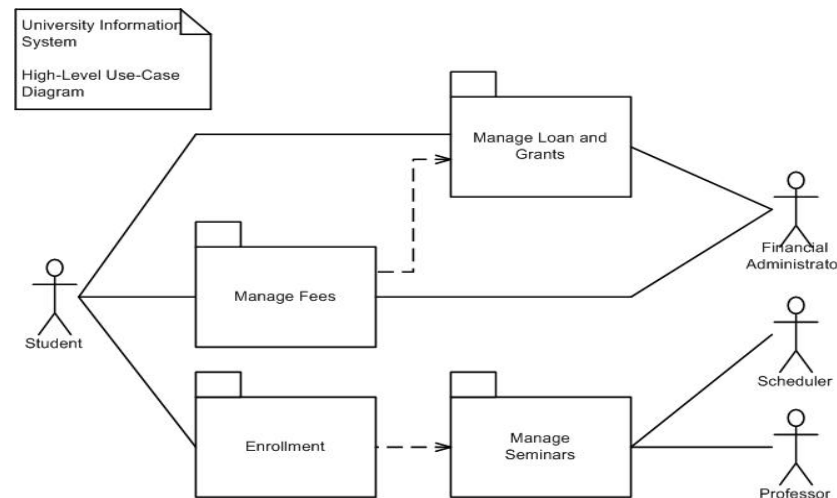 University Information
System
High-Level Use-Case
Diagram
Manage Loan and
Grants
Financial
Administrato
Manage Fees
Student
Scheduler
Enrollment
Manage
Seminars
Professor